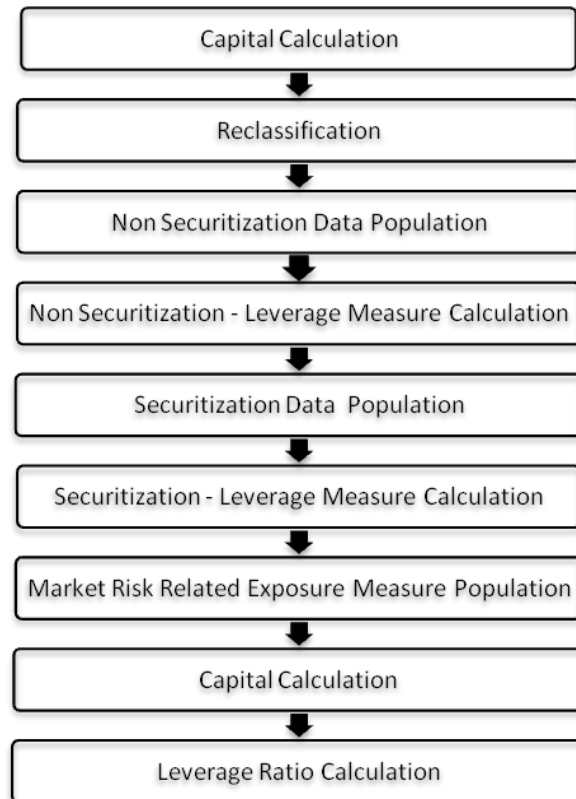 Capital Calculation
Reclassification
Non Securitization Data Population
Non Securitization - Leverage Measure Calculation
Securitization Data Population
Securitization - Leverage Measure Calculation
Market Risk Related Exposure Measure Population
Capital Calculation
Leverage Ratio Calculation